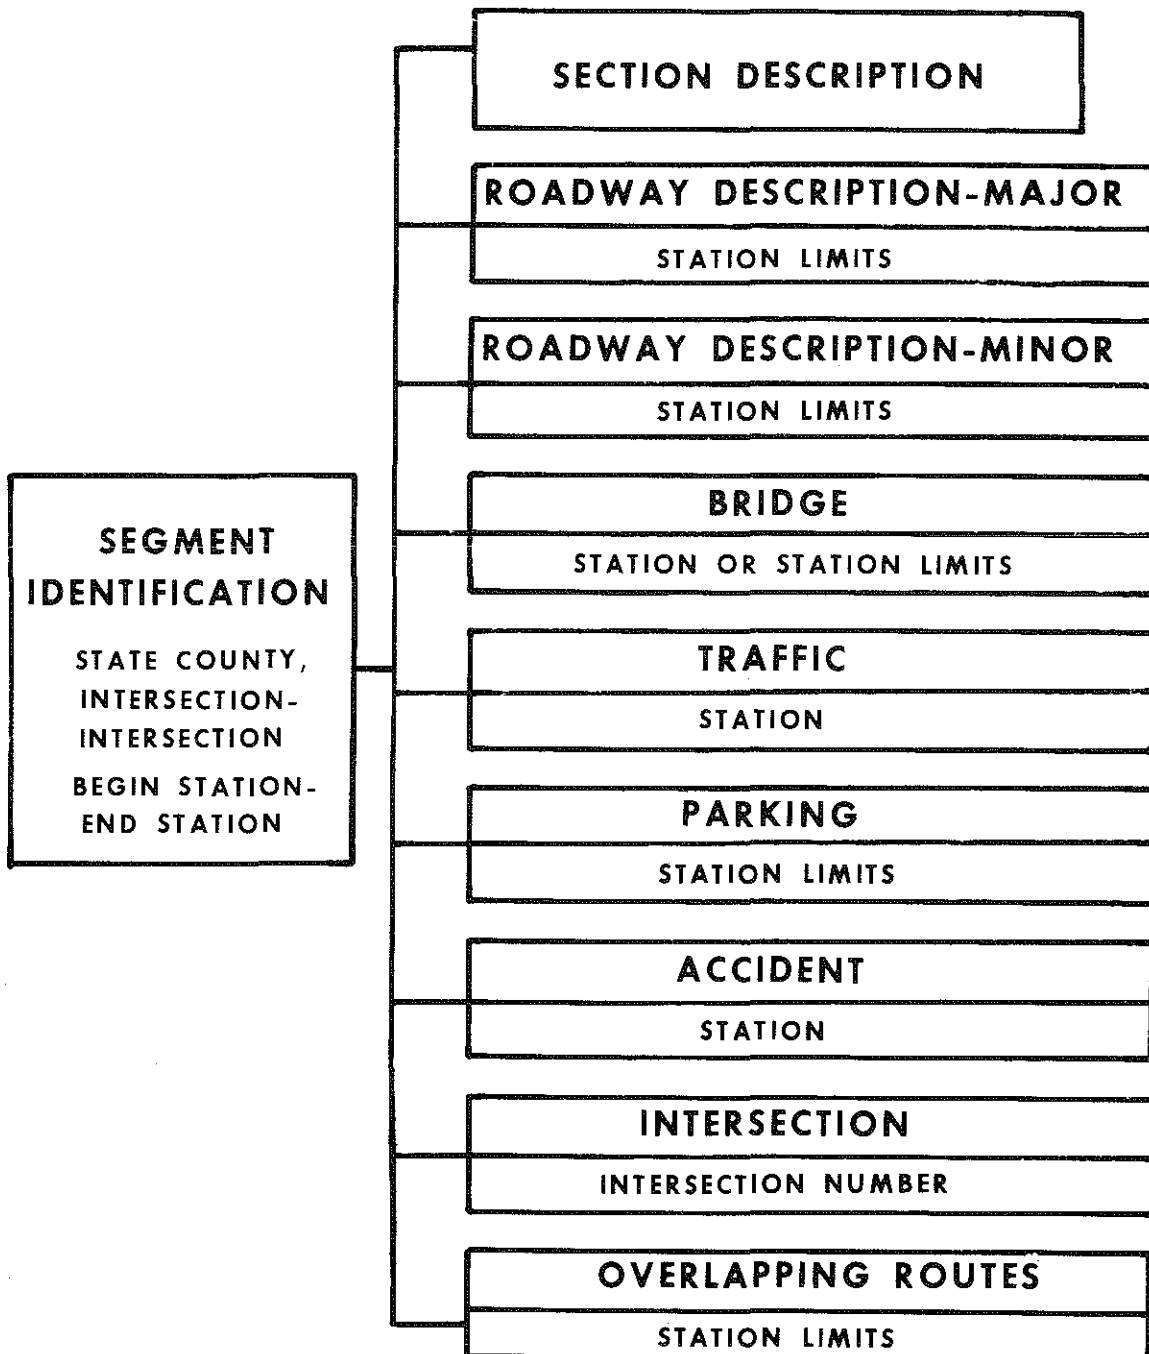 SECTION DESCRIPTION
ROADWAY DESCRIPTION-MAJOR
STATION LIMITS
ROADWAY DESCRIPTION-MINOR
STATION LIMITS
BRIDGE
STATION OR STATION LIMITS
SEGMENT
IDENTIFICATION
STATE COUNTY,
INTERSECTION-
INTERSECTION
BEGIN STATION-
END STATION
TRAFFIC
STATION
PARKING
STATION LIMITS
ACCIDENT
STATION
INTERSECTION
INTERSECTION NUMBER
OVERLAPPING ROUTES
STATION LIMITS